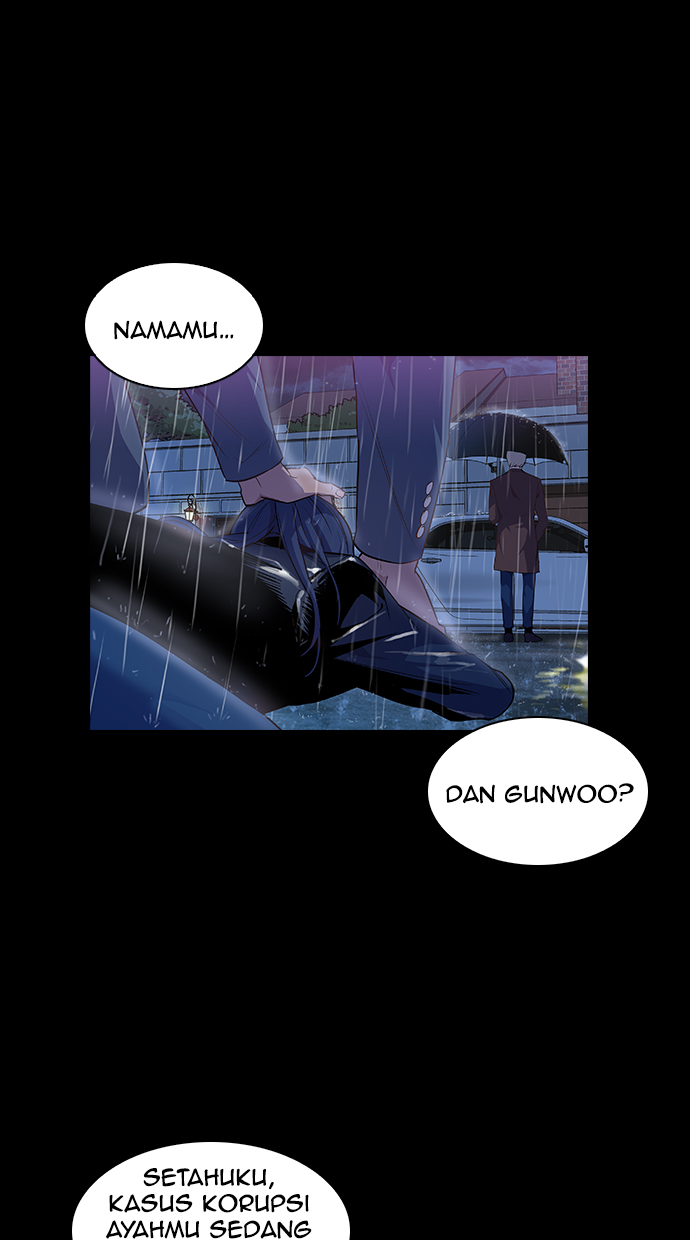 NAMAMU...
DAN GUNWOO?
SETAHUKU,
KASUS KORUPSI
AYAHMU SEDANG